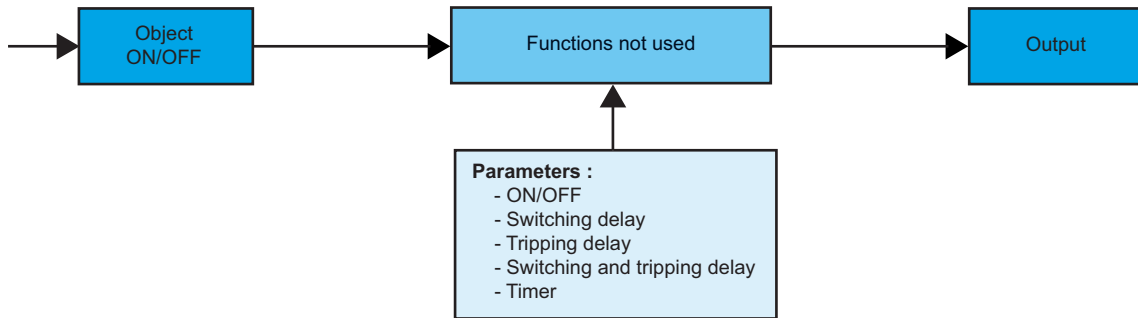 Object
ON/OFF
Functions not used
Output
Parameters :
- ON/OFF
- Switching delay
- Tripping delay
- Switching and tripping delay
- Timer